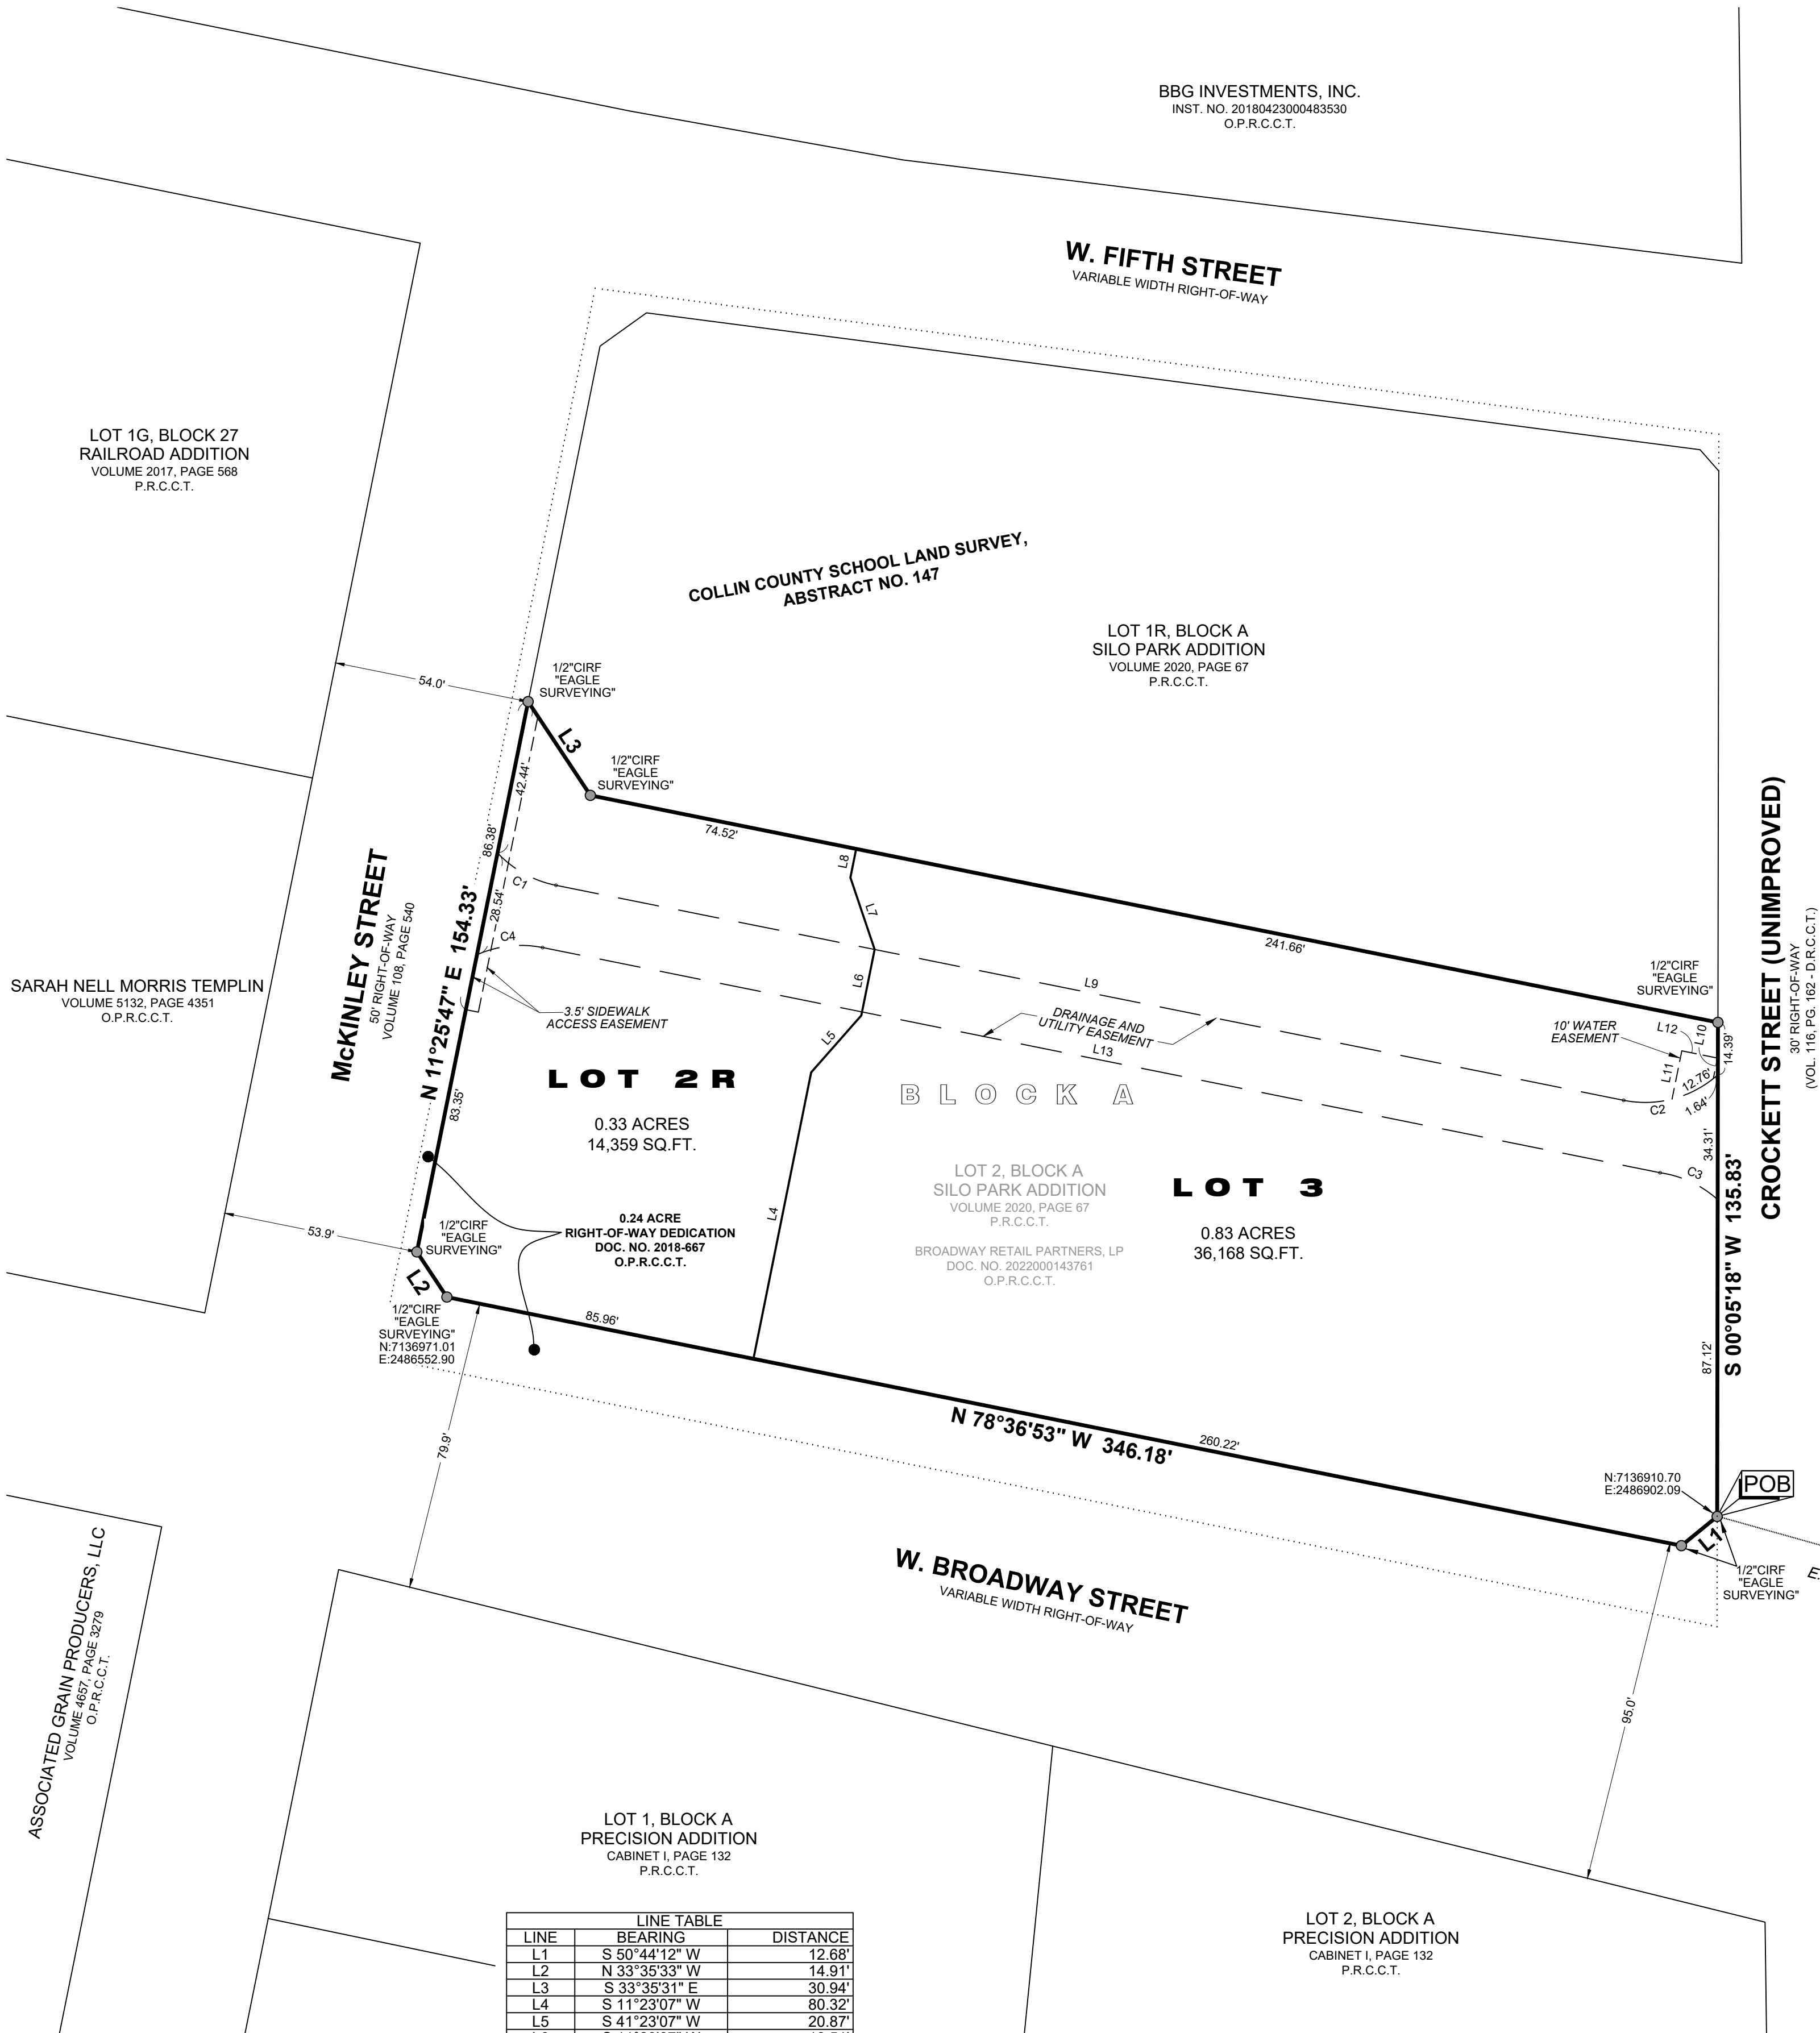 BBG INVESTMENTS, INC.
INST. NO. 20180423000483530
O.P.R.C.C.T.
W. FIFTH STREET
VARIABLE WIDTH RIGHT-OF-WAY
LOT 1G, BLOCK 27
RAILROAD ADDITION
VOLUME 2017, PAGE 568
P.R.C.C.T.
COLLIN COUNTY SCHOOL LAND SURVEY,
ABSTRACT NO. 147
LOT 1R, BLOCK A
SILO PARK ADDITION
VOLUME 2020, PAGE 67
P.R.C.C.T.
54.0'
1/2"CIRF
"EAGLE
SURVEYING"
L3
1/2"CIRF
"EAGLE
SURVEYING"
42.44'
86.38'
74.52'
L8
C1
L7
28.54'
C4
L6
241.66'
L9
McKINLEY STREET
50' RIGHT-OF-WAY
VOLUME 108, PAGE 540
N 11°25'47" E  154.33'
SARAH NELL MORRIS TEMPLIN
VOLUME 5132, PAGE 4351
O.P.R.C.C.T.
3.5' SIDEWALK
ACCESS EASEMENT
L5
DRAINAGE AND
UTILITY EASEMENT
L13
1/2"CIRF
"EAGLE
SURVEYING"
10' WATER
EASEMENT
L12
L10
14.39'
L11
12.76'
C2
1.64'
CROCKETT STREET (UNIMPROVED)
30' RIGHT-OF-WAY
(VOL. 116, PG. 162 - D.R.C.C.T.)
LOT 2R
0.33 ACRES
14,359 SQ.FT.
83.35'
BLOCK A
34.31'
C3
LOT 2, BLOCK A
SILO PARK ADDITION
VOLUME 2020, PAGE 67
P.R.C.C.T.
BROADWAY RETAIL PARTNERS, LP
DOC. NO. 2022000143761
O.P.R.C.C.T.
LOT 3
0.83 ACRES
36,168 SQ.FT.
S 00°05'18" W  135.83'
L4
0.24 ACRE
RIGHT-OF-WAY DEDICATION
DOC. NO. 2018-667
O.P.R.C.C.T.
53.9'
1/2"CIRF
"EAGLE
SURVEYING"
L2
1/2"CIRF
"EAGLE
SURVEYING"
N:7136971.01
E:2486552.90
85.96'
87.12'
N 78°36'53" W  346.18'
260.22'
79.9'
N:7136910.70
E:2486902.09
POB
L1
1/2"CIRF
"EAGLE
SURVEYING"
E.
W. BROADWAY STREET
VARIABLE WIDTH RIGHT-OF-WAY
95.0'
ASSOCIATED GRAIN PRODUCERS, LLC
VOLUME 4657, PAGE 3279
O.P.R.C.C.T.
LOT 1, BLOCK A
PRECISION ADDITION
CABINET I, PAGE 132
P.R.C.C.T.
LOT 2, BLOCK A
PRECISION ADDITION
CABINET I, PAGE 132
P.R.C.C.T.
LINE TABLE
LINE BEARING DISTANCE
L1 S 50°44'12" W 12.68'
L2 N 33°35'33" W 14.91'
L3 S 33°35'31" E 30.94'
L4 S 11°23'07" W 80.32'
L5 S 41°23'07" W 20.87'